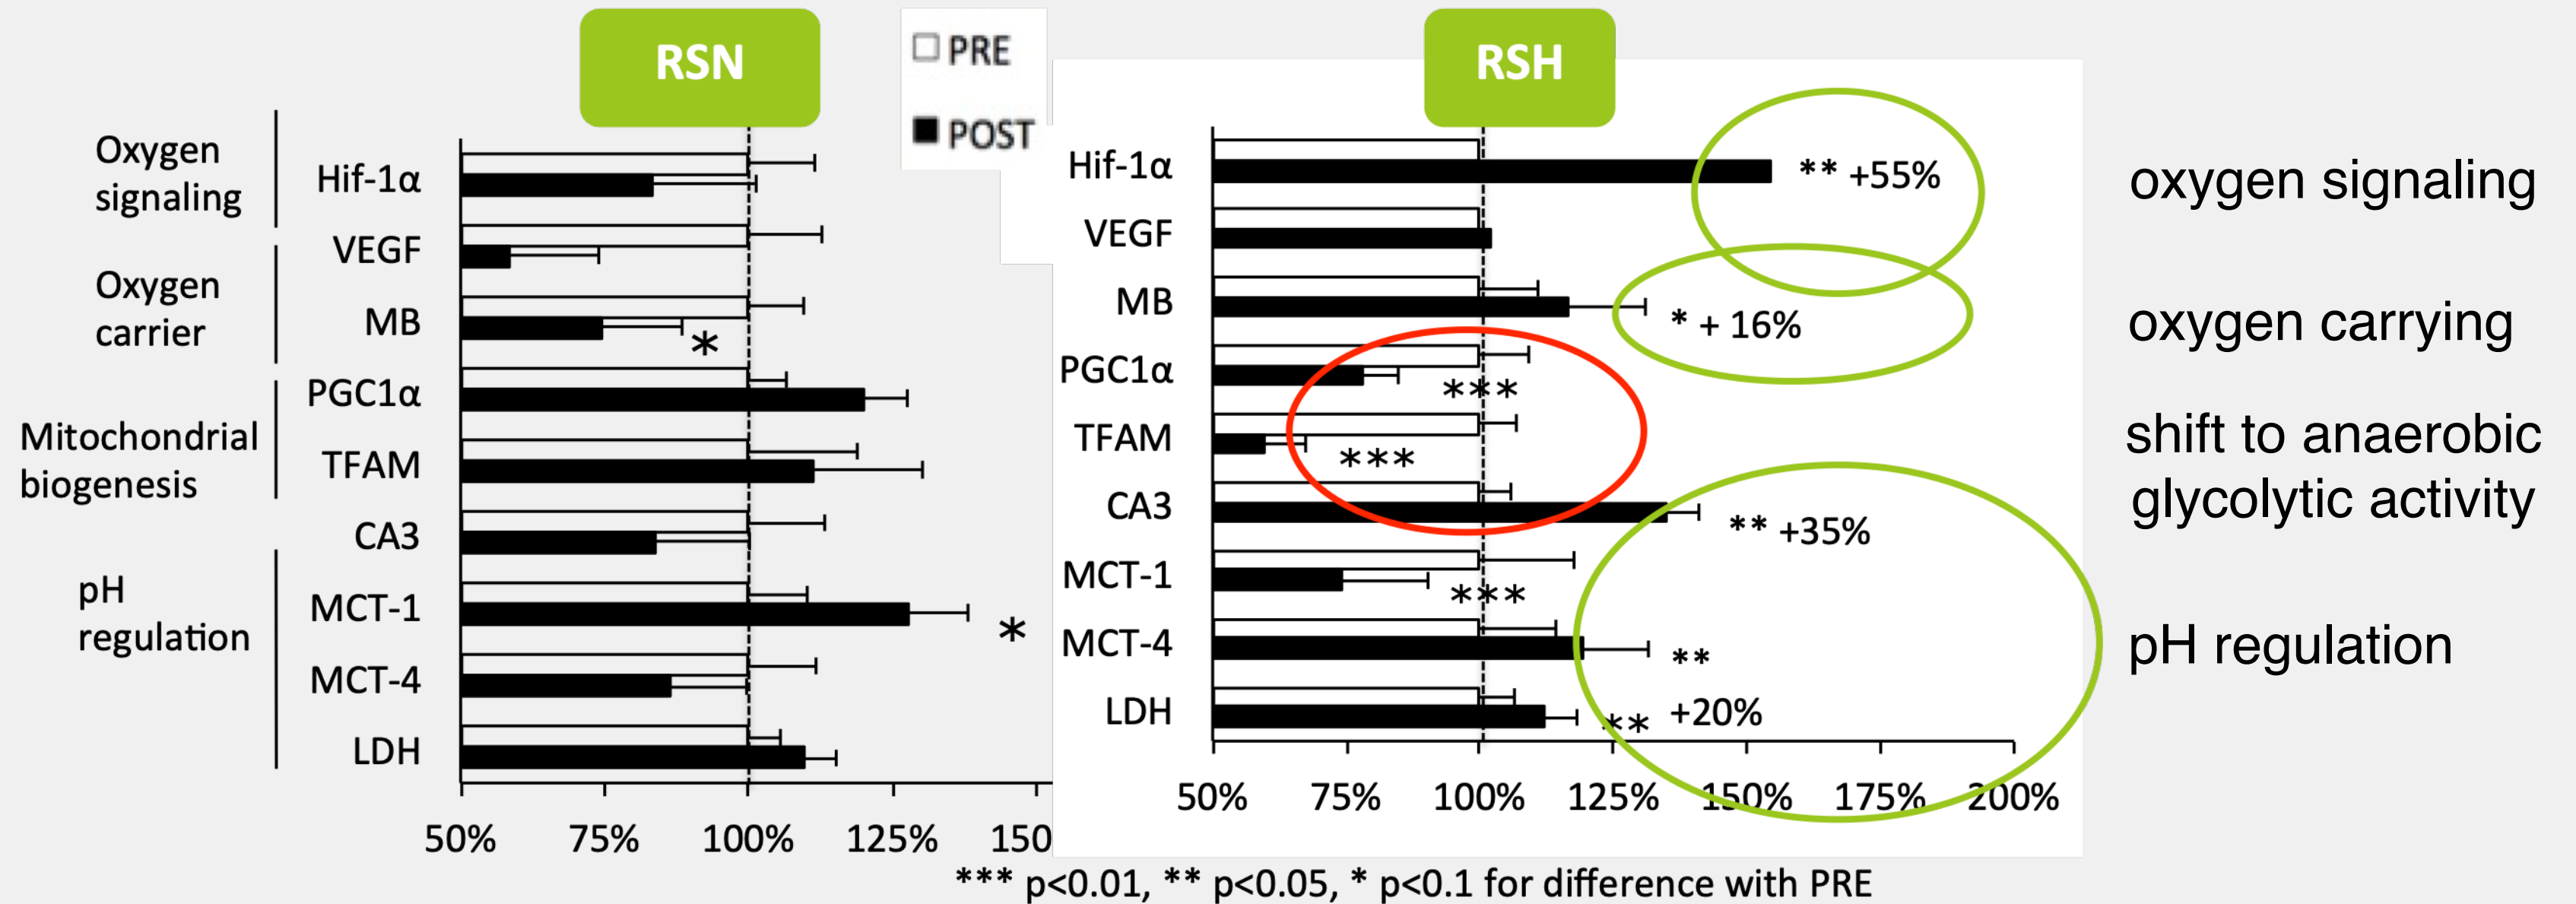 RSN
PRE
POST
RSH
Oxygen
signaling
Oxygen
carrier
Mitochondrial
biogenesis
pH
regulation
Hif-1α
VEGF
MB
*
PGC1α
TFAM
CA3
MCT-1
*
MCT-4
LDH
50% 75% 100% 125% 150
Hif-1α
** +55%
VEGF
MB
* + 16%
PGC1α
***
TFAM
***
CA3
** +35%
MCT-1
***
MCT-4
**
LDH
** +20%
50% 75% 100% 125% 150% 175% 200%
oxygen signaling
oxygen carrying
shift to anaerobic
glycolytic activity
pH regulation
*** p<0.01, ** p<0.05, * p<0.1 for difference with PRE